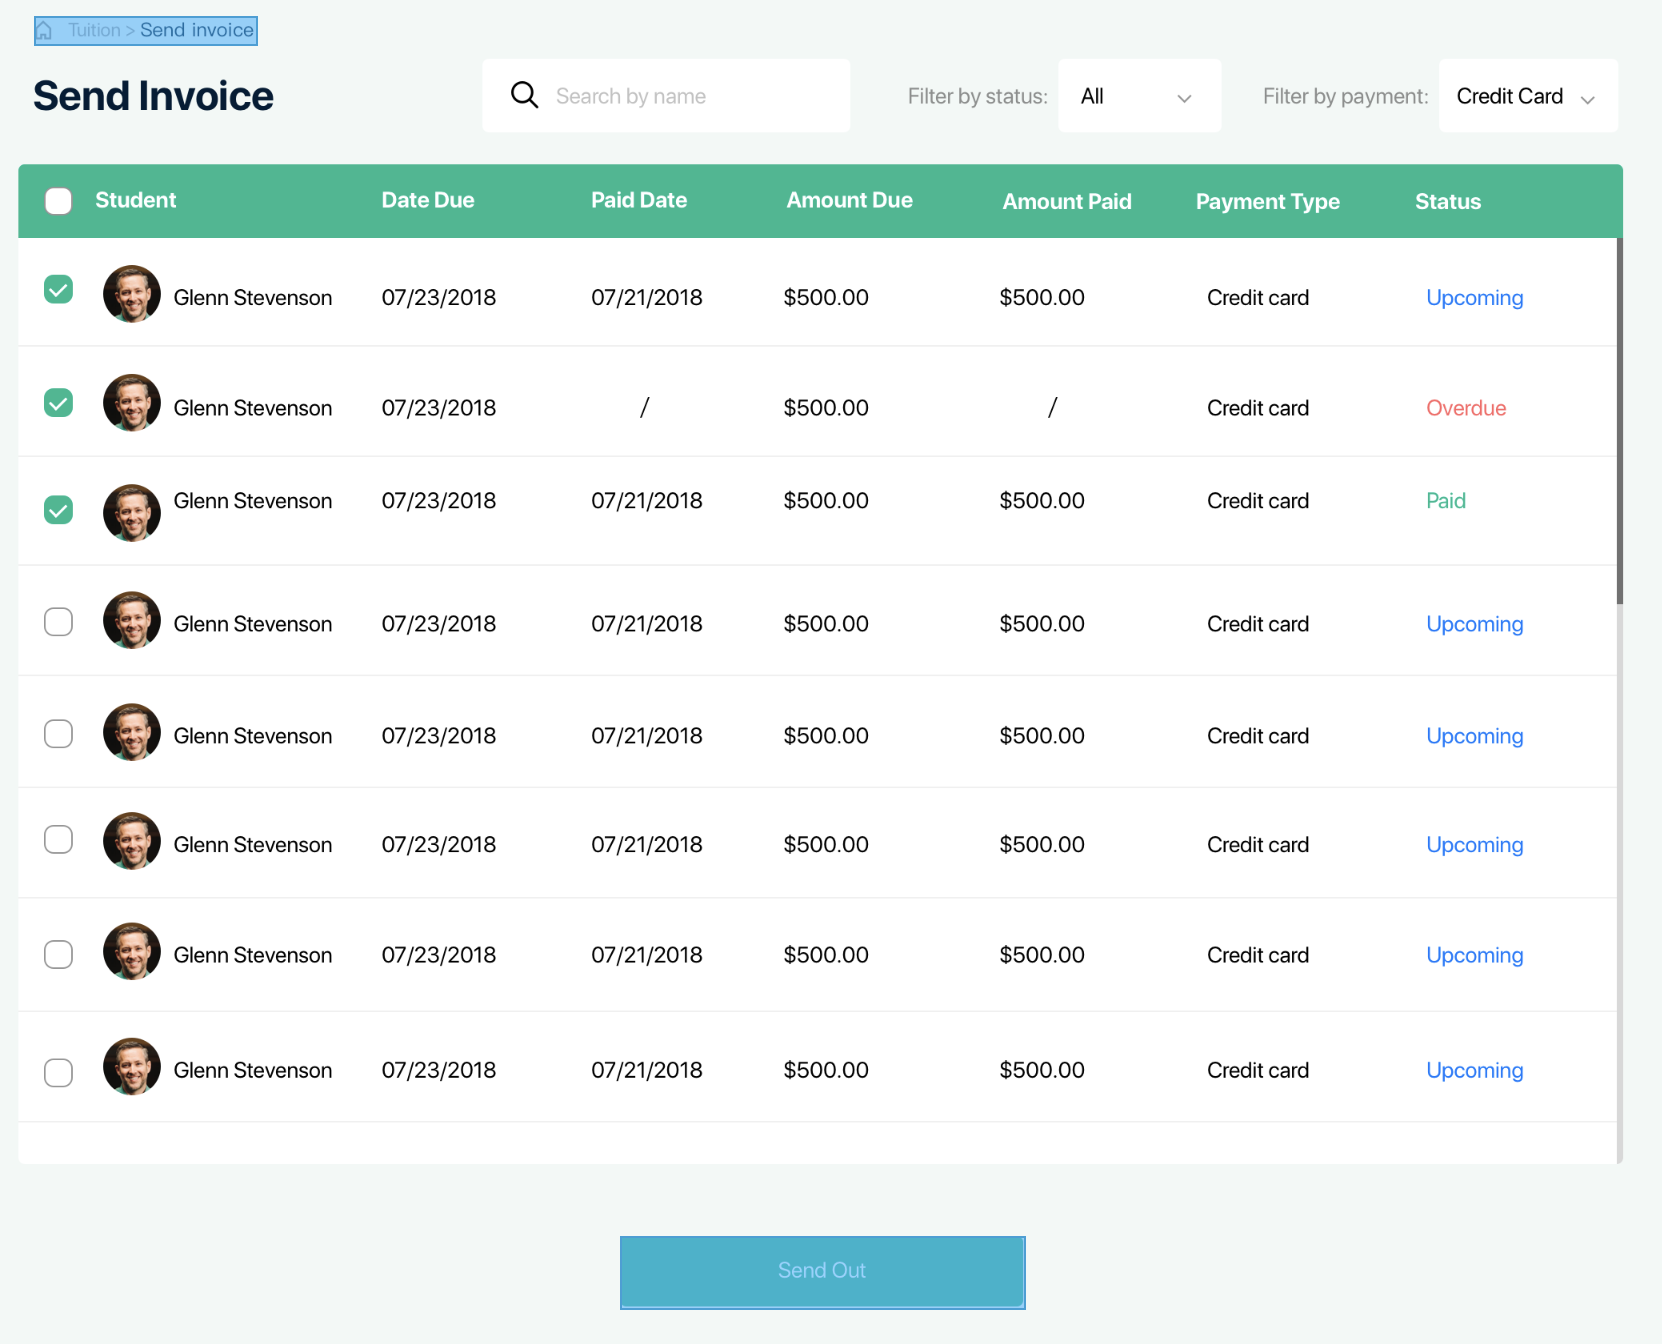 Tuition > Send invoice
Send Invoice
Search by name
Filter by status: All
Filter by payment: Credit Card
Student Date Due Paid Date Amount Due Amount Paid Payment Type Status
Glenn Stevenson 07/23/2018 07/21/2018 $500.00 $500.00 Credit card Upcoming
Glenn Stevenson 07/23/2018 / $500.00 / Credit card Overdue
Glenn Stevenson 07/23/2018 07/21/2018 $500.00 $500.00 Credit card Paid
Glenn Stevenson 07/23/2018 07/21/2018 $500.00 $500.00 Credit card Upcoming
Glenn Stevenson 07/23/2018 07/21/2018 $500.00 $500.00 Credit card Upcoming
Glenn Stevenson 07/23/2018 07/21/2018 $500.00 $500.00 Credit card Upcoming
Glenn Stevenson 07/23/2018 07/21/2018 $500.00 $500.00 Credit card Upcoming
Glenn Stevenson 07/23/2018 07/21/2018 $500.00 $500.00 Credit card Upcoming
Send Out